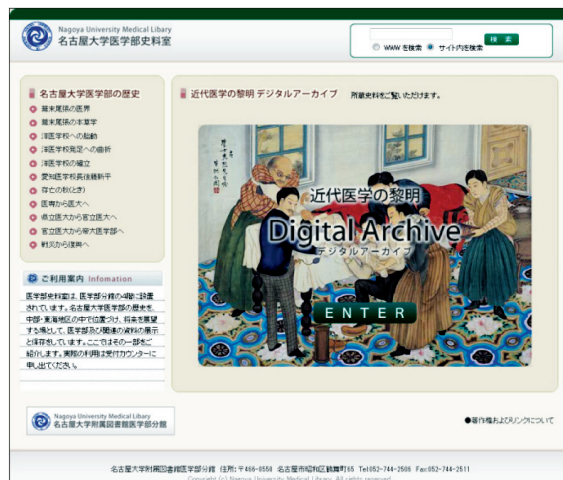 Nagoya University Medical Libary
名古屋大学医学部史料室
WWW を検索 サイト内を検索
検 索
名古屋大学医学部の歴史
幕末尾張の医界
幕末尾張の本草学
洋医学校への胎動
洋医学校発足への曲折
洋医学校の確立
愛知医学校長後藤新平
存亡の秋(とき)
医専から医大へ
県立医大から官立医大へ
官立医大から帝大医学部へ
戦災から復興へ
ご利用案内 Infomation
医学部史料室は、医学部分館の4階に設置
されています。名古屋大学医学部の歴史を、
中部・東海地区の中で位置づけ、将来を展望
する場として、医学部及び関連の資料の展示
と保存をしています。ここではその一部をご
紹介します。実際の利用は受付カウンターに
申し出てください。
近代医学の黎明 デジタルアーカイブ 所蔵史料をご覧いただけます。
近代医学の黎明
Digital Archive
デジタルアーカイブ
ENTER
Nagoya University Medical Libary
名古屋大学附属図書館医学部分館
●著作権およびリンクについて
名古屋大学附属図書館医学部分館 住所:〒466-8550 名古屋市昭和区鶴舞町65 Tel052-744-2506 Fax:052-744-2511
Copyright (c) Nagoya University Medical Library. All rights reserved.